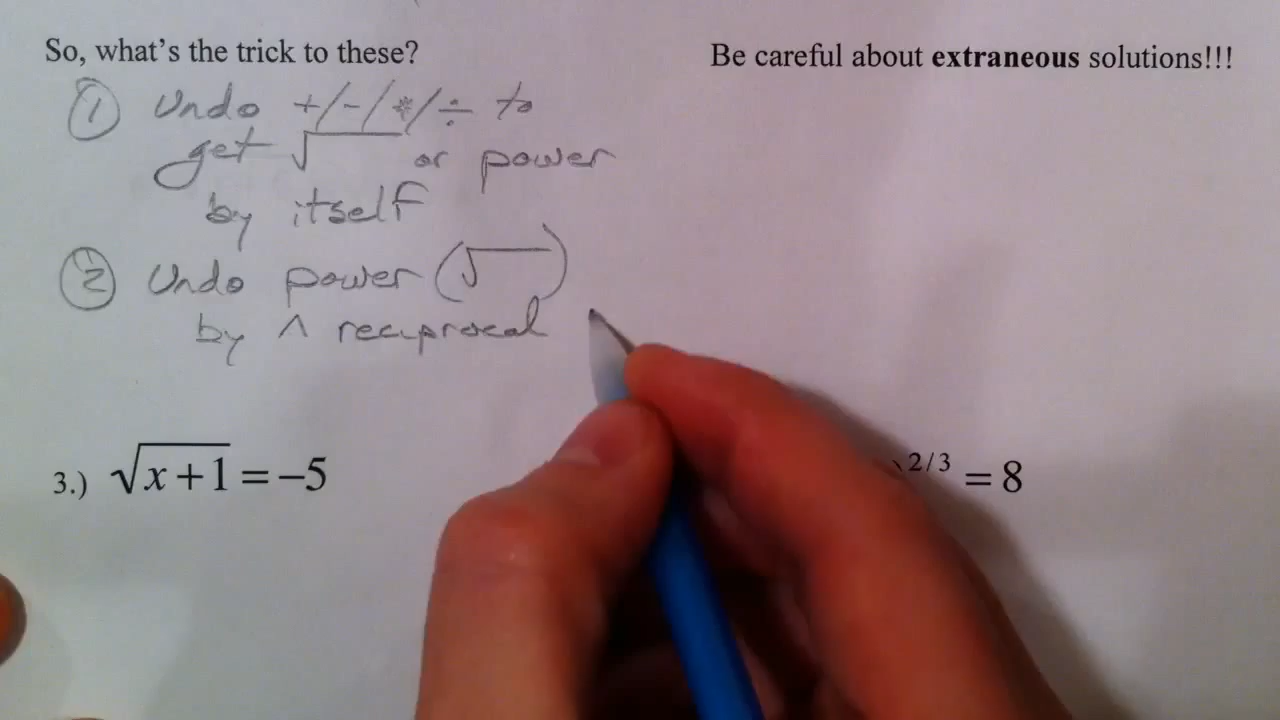 So, what's the trick to these?
Be careful about extraneous solutions!!!
① Undo +/-/*/÷ to
get √ or power
by itself
② Undo power (√ )
by ^ reciprocal
3.) √x+1 = −5
2/3 = 8